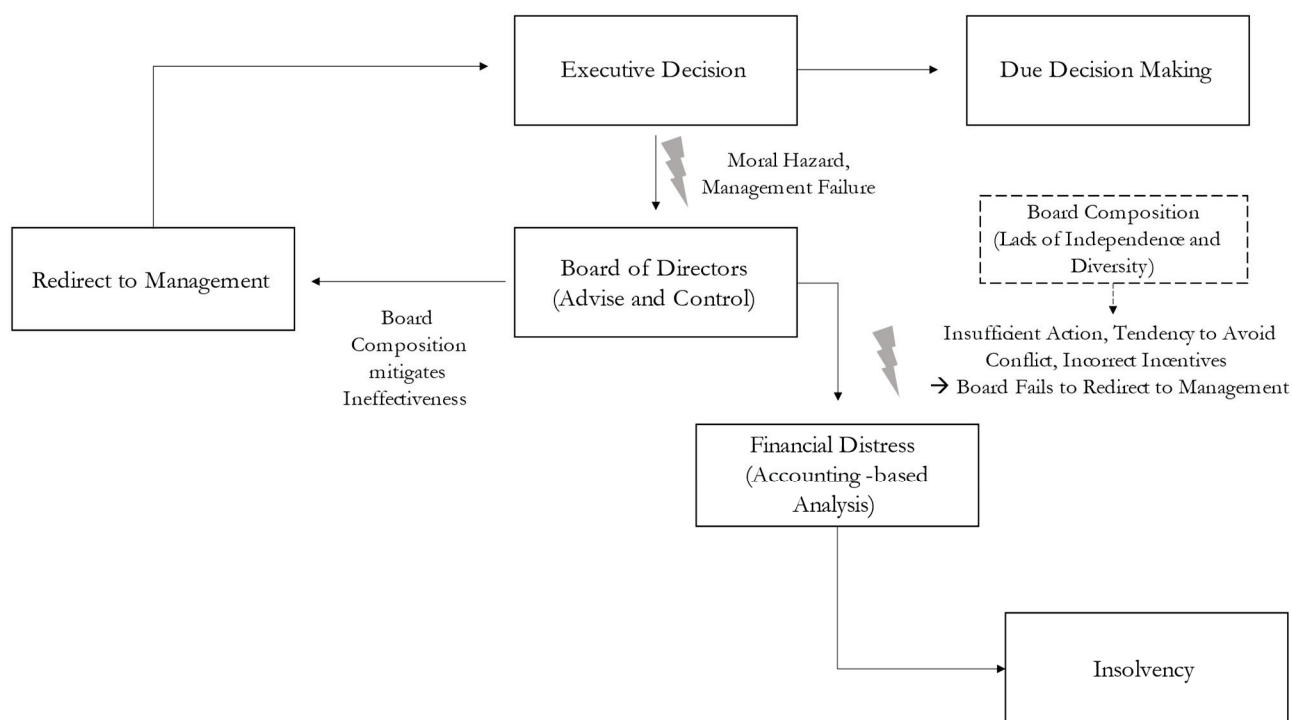 Executive Decision
Due Decision Making
Moral Hazard,
Management Failure
Board Composition
(Lack of Independence and
Diversity)
Redirect to Management
Board of Directors
(Advise and Control)
Board
Composition
mitigates
Ineffectiveness
Insufficient Action, Tendency to Avoid
Conflict, Incorrect Incentives
→ Board Fails to Redirect to Management
Financial Distress
(Accounting -based
Analysis)
Insolvency